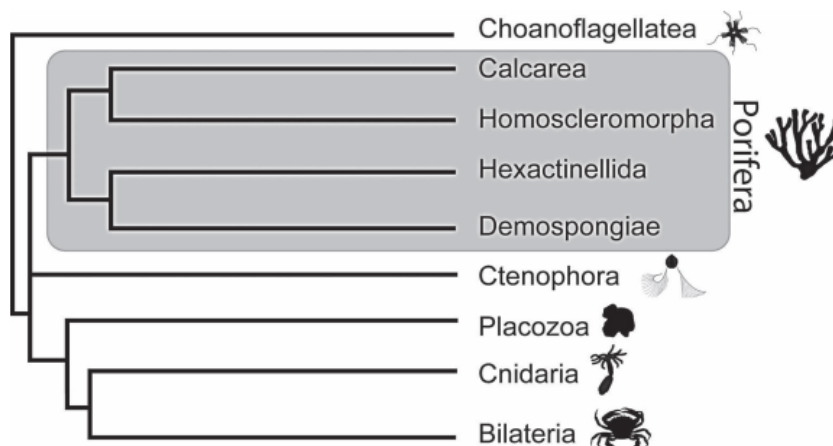 Choanoflagellatea
Calcarea
Homoscleromorpha
Hexactinellida
Demospongiae
Porifera
Ctenophora
Placozoa
Cnidaria
Bilateria